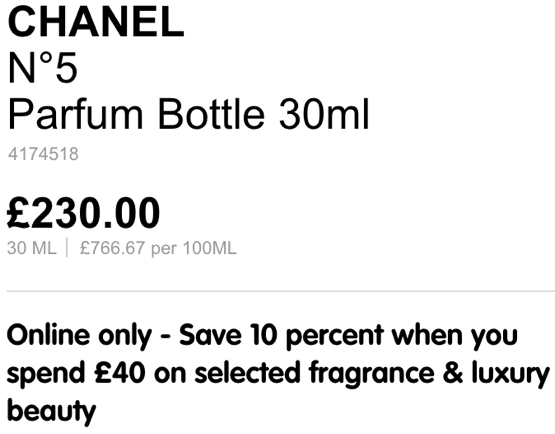 CHANEL
N°5
Parfum Bottle 30ml
4174518
£230.00
30 ML | £766.67 per 100ML
Online only - Save 10 percent when you
spend £40 on selected fragrance & luxury
beauty